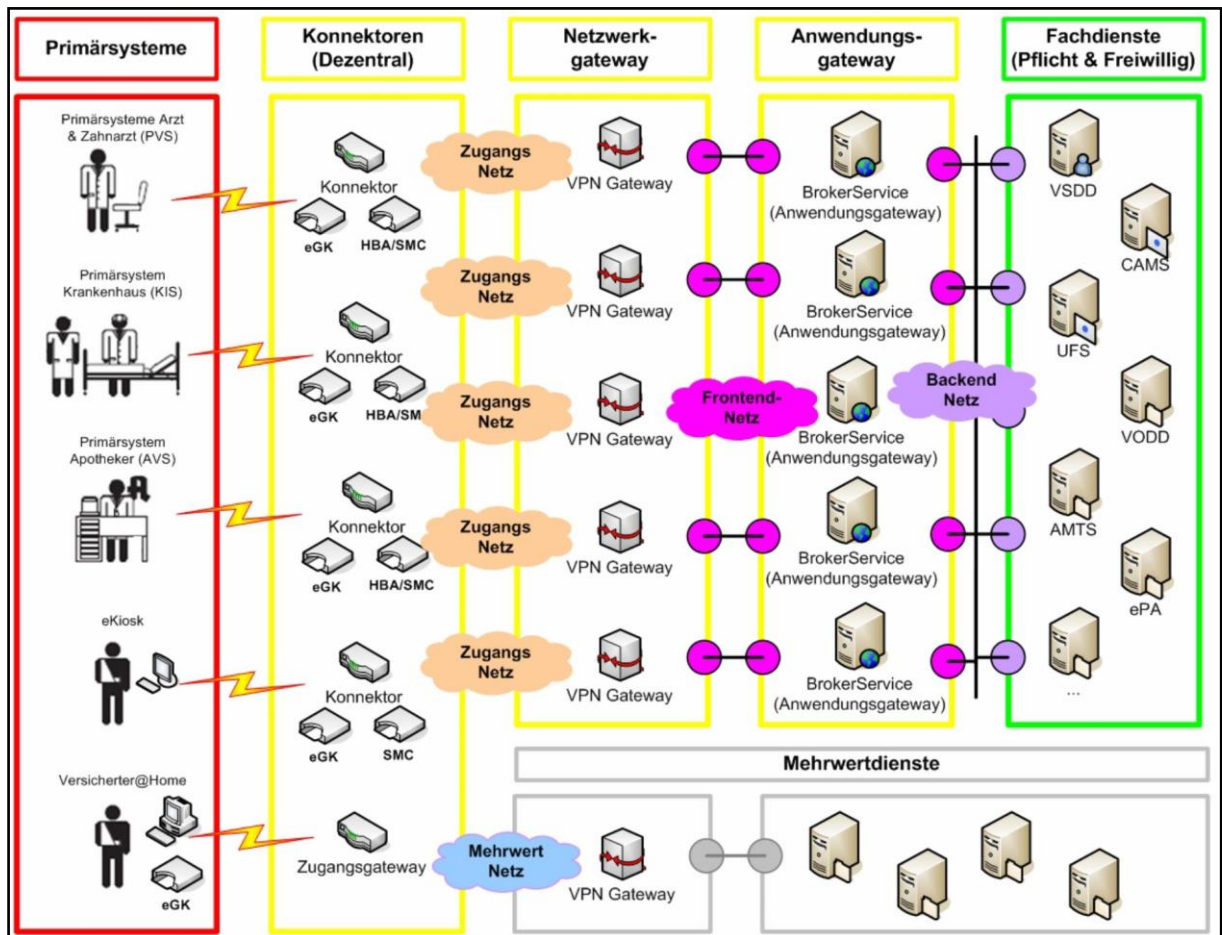 Primärsysteme
Konnektoren
(Dezentral)
Netzwerk-
gateway
Anwendungs-
gateway
Fachdienste
(Pflicht & Freiwillig)
Primärsysteme Arzt
& Zahnarzt (PVS)
Primärsystem
Krankenhaus (KIS)
Primärsystem
Apotheker (AVS)
eKiosk
Versicherter@Home
eGK
Konnektor
eGK
HBA/SMC
Konnektor
eGK
HBA/SM
Konnektor
eGK
HBA/SMC
Konnektor
eGK
SMC
Zugangsgateway
Zugangs
Netz
Zugangs
Netz
Zugangs
Netz
Zugangs
Netz
Zugangs
Netz
Mehrwert
Netz
VPN Gateway
VPN Gateway
VPN Gateway
VPN Gateway
VPN Gateway
Frontend-
Netz
BrokerService
(Anwendungsgateway)
BrokerService
(Anwendungsgateway)
BrokerService
(Anwendungsgateway)
BrokerService
(Anwendungsgateway)
BrokerService
(Anwendungsgateway)
Backend
Netz
VSDD
CAMS
UFS
VODD
AMTS
ePA
...
Mehrwertdienste
VPN Gateway